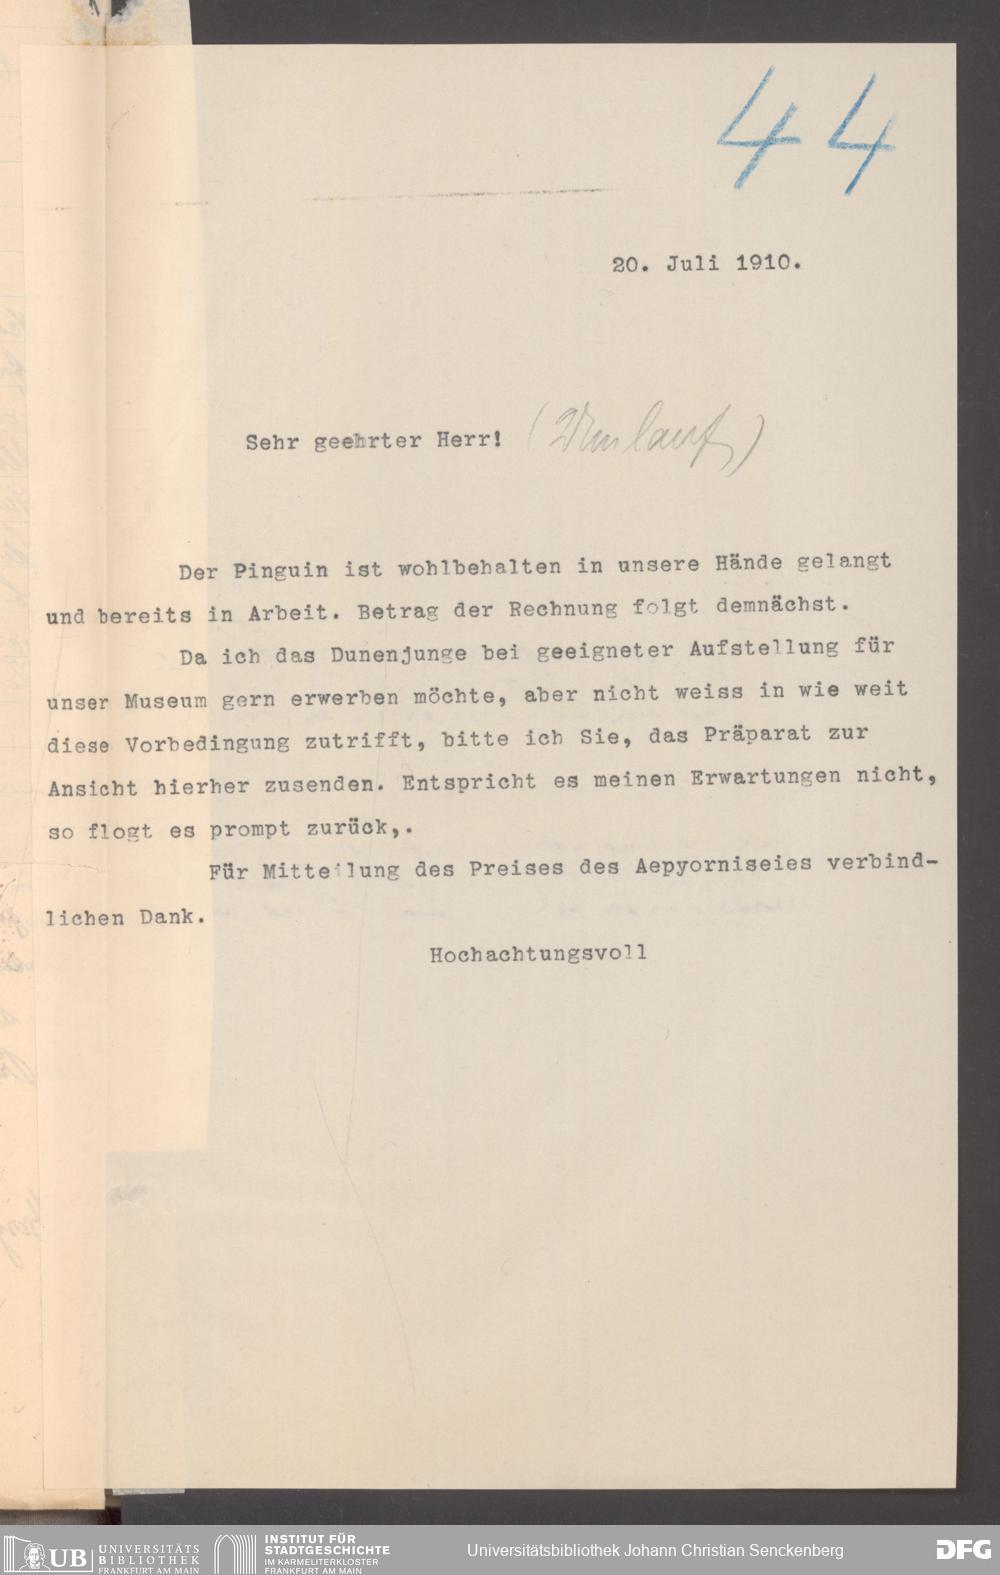 44
20. Juli 1910.
Sehr geehrter Herr! (Umlauff)
Der Pinguin ist wohlbehalten in unsere Hände gelangt
und bereits in Arbeit. Betrag der Rechnung folgt demnächst.
Da ich das Dunenjunge bei geeigneter Aufstellung für
unser Museum gern erwerben möchte, aber nicht weiss in wie weit
diese Vorbedingung zutrifft, bitte ich Sie, das Präparat zur
Ansicht hierher zusenden. Entspricht es meinen Erwartungen nicht,
so flogt es prompt zurück,.
Für Mitteilung des Preises des Aepyorniseies verbind-
lichen Dank.
Hochachtungsvoll
UB UNIVERSITÄTS
BIBLIOTHEK
FRANKFURT AM MAIN
INSTITUT FÜR
STADTGESCHICHTE
IM KARMELITERKLOSTER
FRANKFURT AM MAIN
Universitätsbibliothek Johann Christian Senckenberg
DFG